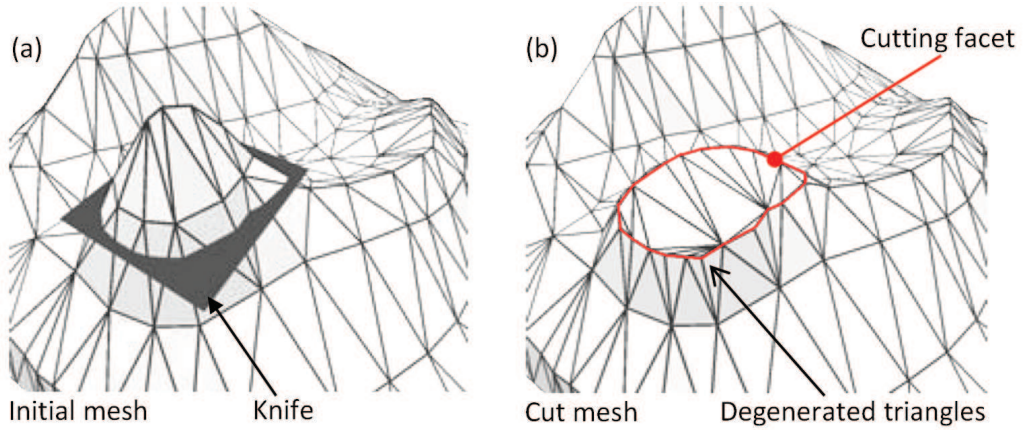 (a)
Initial mesh
Knife
(b)
Cutting facet
Cut mesh
Degenerated triangles